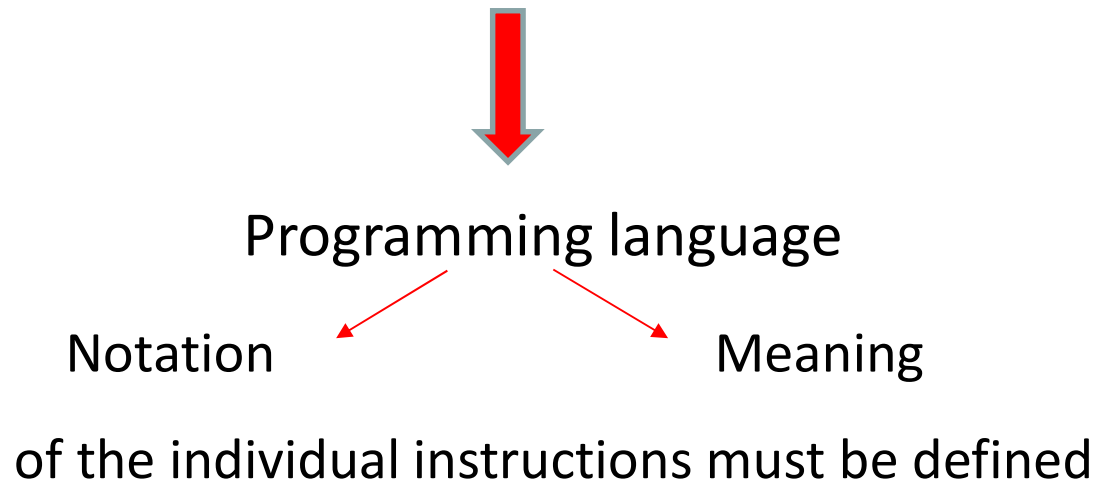 Programming language
Notation Meaning
of the individual instructions must be defined